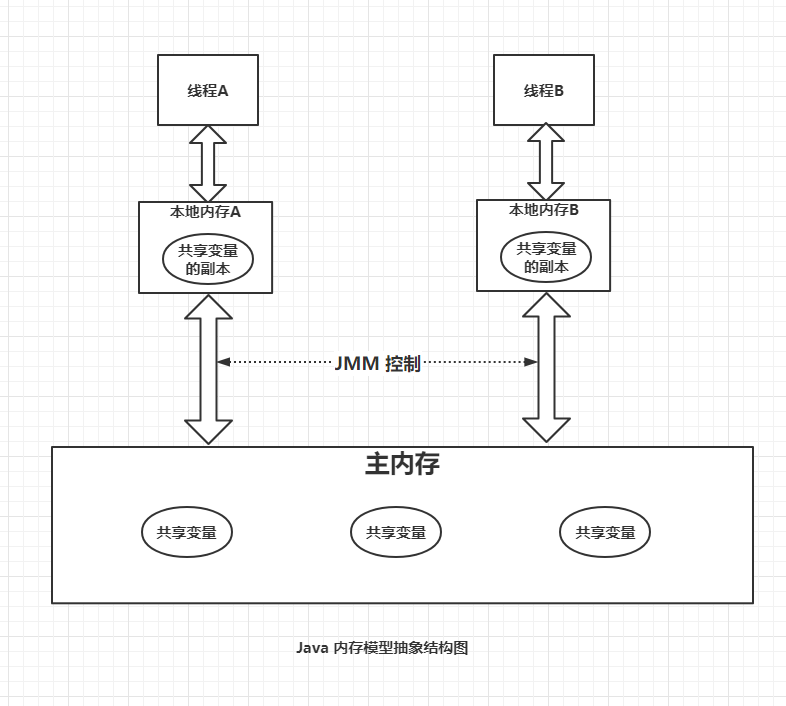 线程A
线程B
本地内存A
本地内存B
共享变量
的副本
共享变量
的副本
JMM 控制
主内存
共享变量
共享变量
共享变量
Java 内存模型抽象结构图